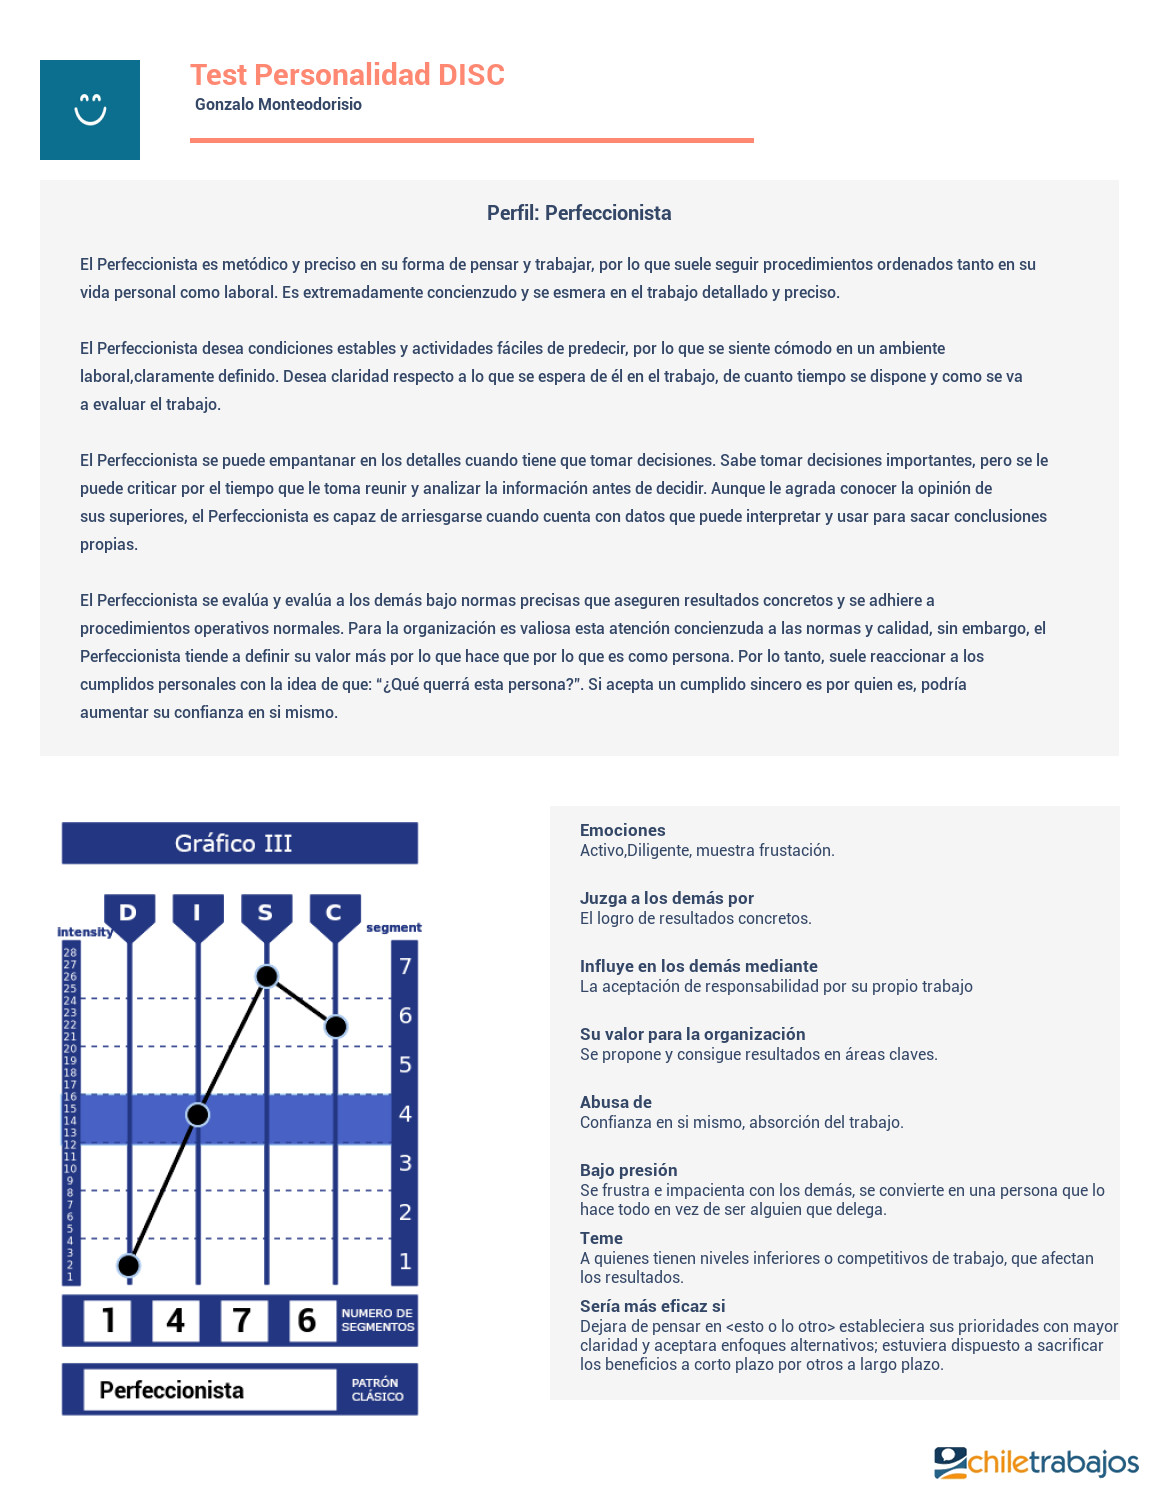 Test Personalidad DISC
Gonzalo Monteodorisio
Perfil: Perfeccionista
El Perfeccionista es metódico y preciso en su forma de pensar y trabajar, por lo que suele seguir procedimientos ordenados tanto en su
vida personal como laboral. Es extremadamente concienzudo y se esmera en el trabajo detallado y preciso.
El Perfeccionista desea condiciones estables y actividades fáciles de predecir, por lo que se siente cómodo en un ambiente
laboral,claramente definido. Desea claridad respecto a lo que se espera de él en el trabajo, de cuanto tiempo se dispone y como se va
a evaluar el trabajo.
El Perfeccionista se puede empantanar en los detalles cuando tiene que tomar decisiones. Sabe tomar decisiones importantes, pero se le
puede criticar por el tiempo que le toma reunir y analizar la información antes de decidir. Aunque le agrada conocer la opinión de
sus superiores, el Perfeccionista es capaz de arriesgarse cuando cuenta con datos que puede interpretar y usar para sacar conclusiones
propias.
El Perfeccionista se evalúa y evalúa a los demás bajo normas precisas que aseguren resultados concretos y se adhiere a
procedimientos operativos normales. Para la organización es valiosa esta atención concienzuda a las normas y calidad, sin embargo, el
Perfeccionista tiende a definir su valor más por lo que hace que por lo que es como persona. Por lo tanto, suele reaccionar a los
cumplidos personales con la idea de que: “¿Qué querrá esta persona?”. Si acepta un cumplido sincero es por quien es, podría
aumentar su confianza en si mismo.
Gráfico III
D I S C
intensity
segment
28
27
26
25
24
23
22
21
20
19
18
17
16
15
14
13
12
11
10
9
8
7
6
5
4
3
2
1
7
6
5
4
3
2
1
1 4 7 6
NUMERO DE
SEGMENTOS
Perfeccionista
PATRÓN
CLÁSICO
Emociones
Activo,Diligente, muestra frustación.
Juzga a los demás por
El logro de resultados concretos.
Influye en los demás mediante
La aceptación de responsabilidad por su propio trabajo
Su valor para la organización
Se propone y consigue resultados en áreas claves.
Abusa de
Confianza en si mismo, absorción del trabajo.
Bajo presión
Se frustra e impacienta con los demás, se convierte en una persona que lo
hace todo en vez de ser alguien que delega.
Teme
A quienes tienen niveles inferiores o competitivos de trabajo, que afectan
los resultados.
Sería más eficaz si
Dejara de pensar en <esto o lo otro> estableciera sus prioridades con mayor
claridad y aceptara enfoques alternativos; estuviera dispuesto a sacrificar
los beneficios a corto plazo por otros a largo plazo.
chiletrabajos